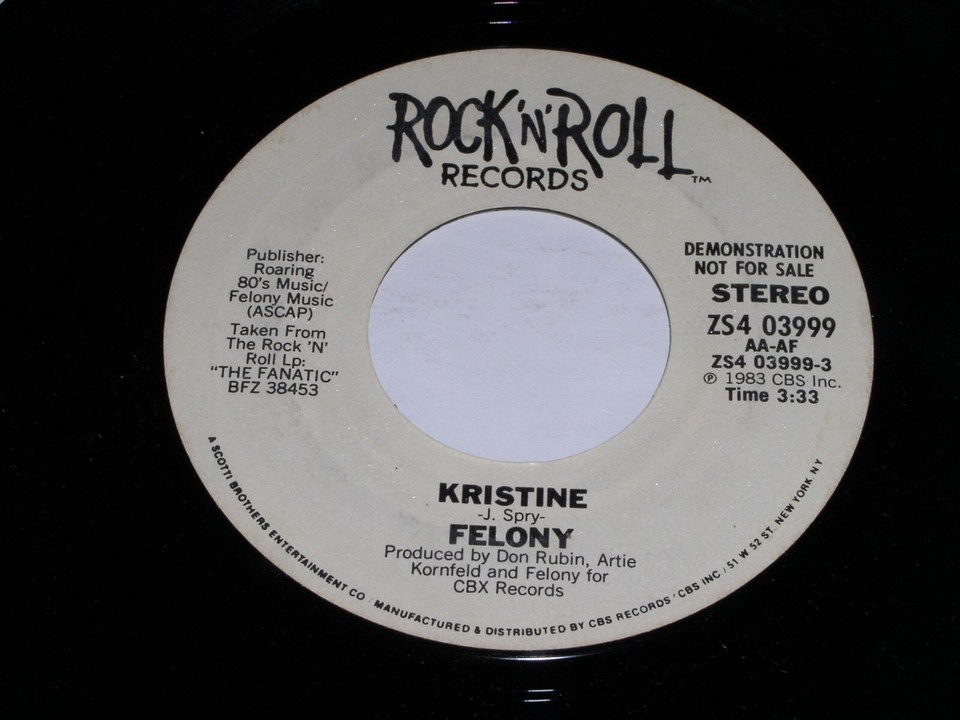 ROCK 'N' ROLL
RECORDS™
Publisher:
Roaring
80's Music/
Felony Music
(ASCAP)
Taken From
The Rock 'N'
Roll Lp:
"THE FANATIC"
BFZ 38453
DEMONSTRATION
NOT FOR SALE
STEREO
ZS4 03999
AA-AF
ZS4 03999-3
℗ 1983 CBS Inc.
Time 3:33
KRISTINE
-J. Spry-
FELONY
Produced by Don Rubin, Artie
Kornfeld and Felony for
CBX Records
A SCOTTI BROTHERS ENTERTAINMENT CO · MANUFACTURED & DISTRIBUTED BY CBS RECORDS / CBS INC / 51 W 52 ST. NEW YORK NY